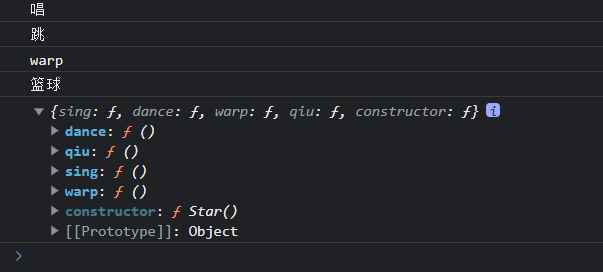 唱
跳
warp
篮球
{sing: ƒ, dance: ƒ, warp: ƒ, qiu: ƒ, constructor: ƒ} i
dance: ƒ ()
qiu: ƒ ()
sing: ƒ ()
warp: ƒ ()
constructor: ƒ Star()
[[Prototype]]: Object